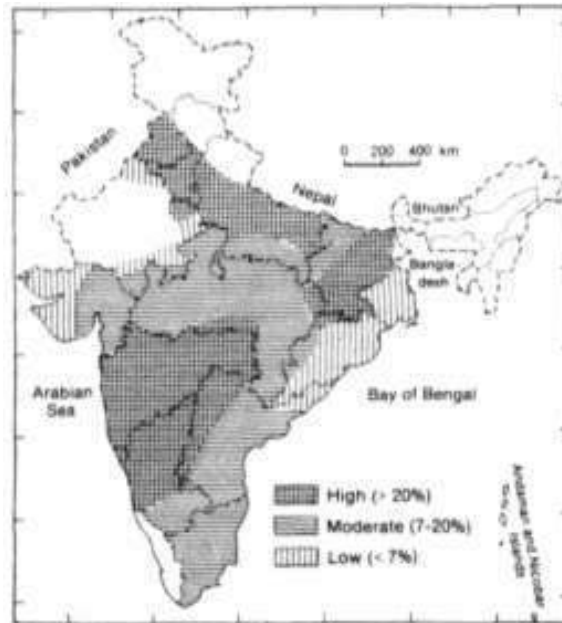 Pakistan
0 200 400 km
Nepal
Bhutan
Bangla
desh
Arabian
Sea
Bay of Bengal
High (> 20%)
Moderate (7-20%)
Low (< 7%)
Andaman and Nicobar
Islands